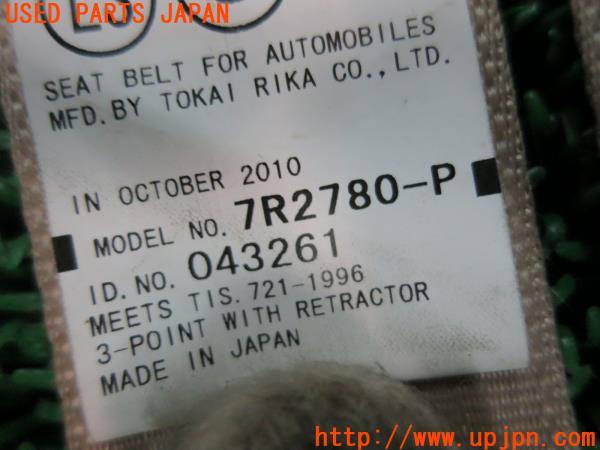 USED PARTS JAPAN
SEAT BELT FOR AUTOMOBILES
MFD. BY TOKAI RIKA CO., LTD.
IN OCTOBER 2010
MODEL NO. 7R2780-P
ID. NO. 043261
MEETS TIS. 721-1996
3-POINT WITH RETRACTOR
MADE IN JAPAN
UPJ
http://www.upjpn.com/